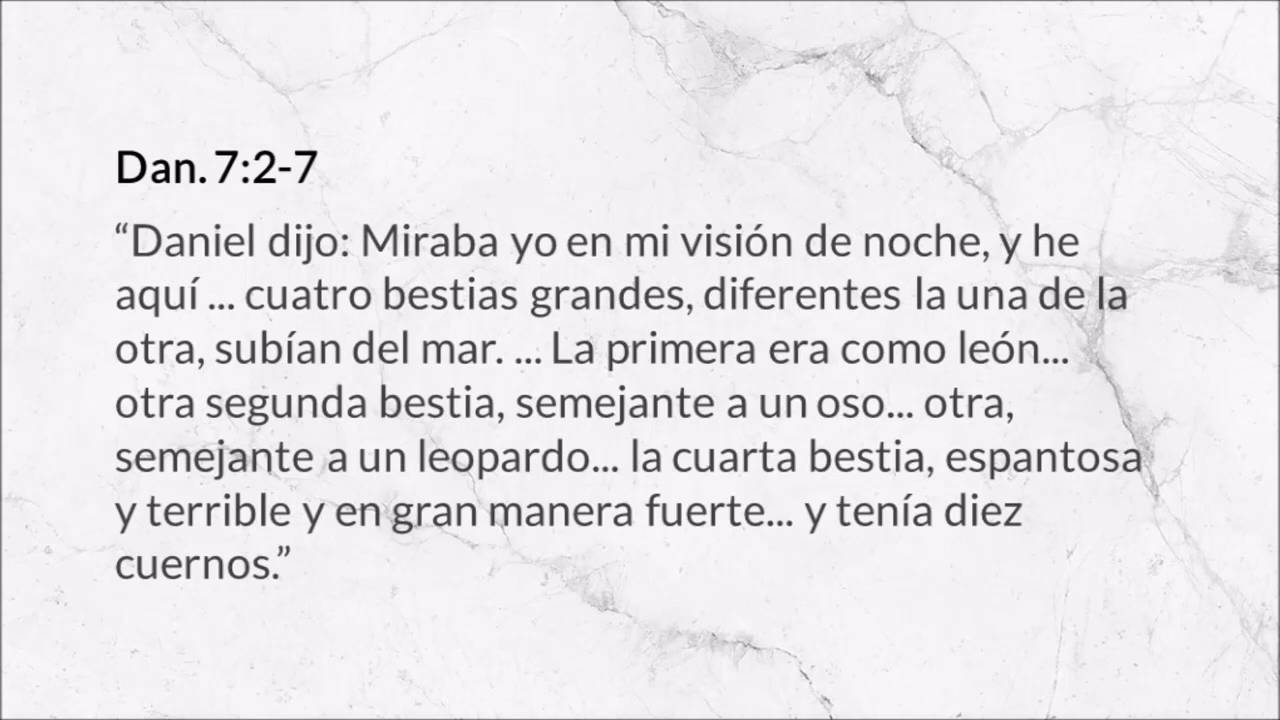 Dan. 7:2-7
“Daniel dijo: Miraba yo en mi visión de noche, y he
aquí ... cuatro bestias grandes, diferentes la una de la
otra, subían del mar. ... La primera era como león...
otra segunda bestia, semejante a un oso... otra,
semejante a un leopardo... la cuarta bestia, espantosa
y terrible y en gran manera fuerte... y tenía diez
cuernos.”